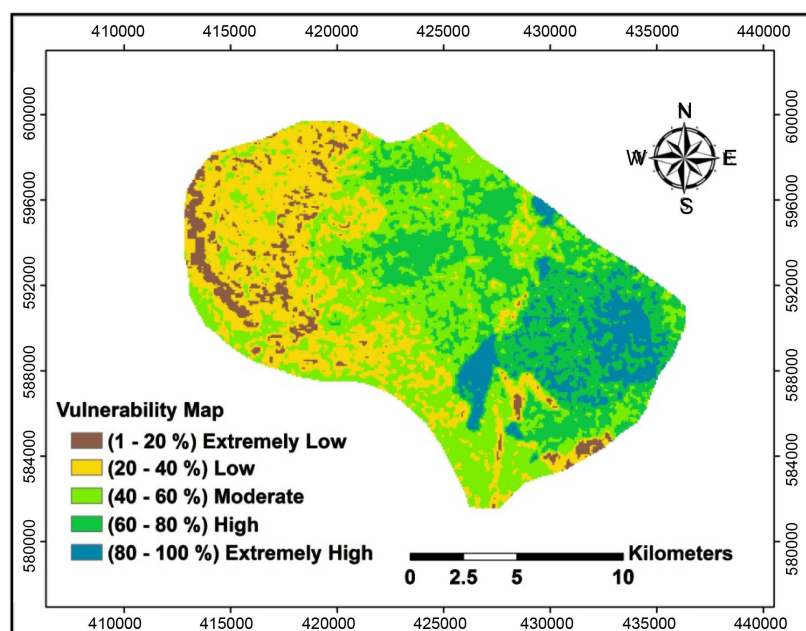 410000 415000 420000 425000 430000 435000 440000
600000 600000
N
W E
S
596000 596000
592000 592000
588000 588000
584000 584000
580000 580000
Vulnerability Map
(1 - 20 %) Extremely Low
(20 - 40 %) Low
(40 - 60 %) Moderate
(60 - 80 %) High
(80 - 100 %) Extremely High
Kilometers
0 2.5 5 10
410000 415000 420000 425000 430000 435000 440000